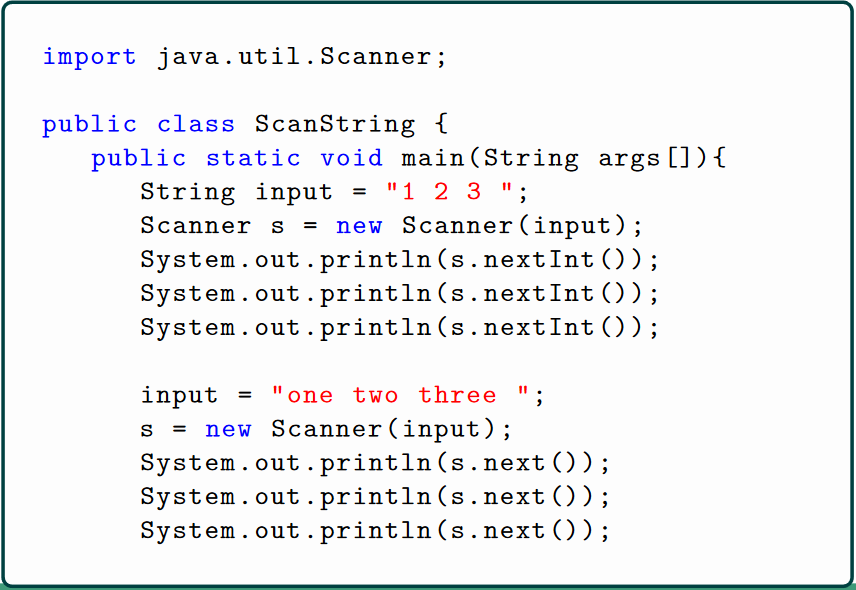 import java.util.Scanner;
public class ScanString {
public static void main(String args[]){
String input = "1 2 3 ";
Scanner s = new Scanner(input);
System.out.println(s.nextInt());
System.out.println(s.nextInt());
System.out.println(s.nextInt());
input = "one two three ";
s = new Scanner(input);
System.out.println(s.next());
System.out.println(s.next());
System.out.println(s.next());